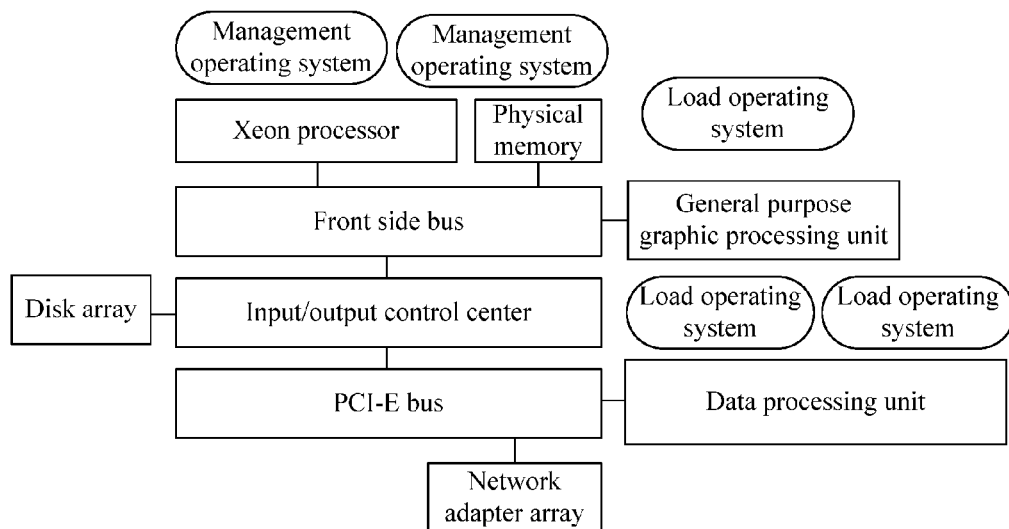 Management
operating system
Management
operating system
Load operating
system
Xeon processor
Physical
memory
Front side bus
General purpose
graphic processing unit
Disk array
Input/output control center
Load operating
system
Load operating
system
PCI-E bus
Data processing unit
Network
adapter array